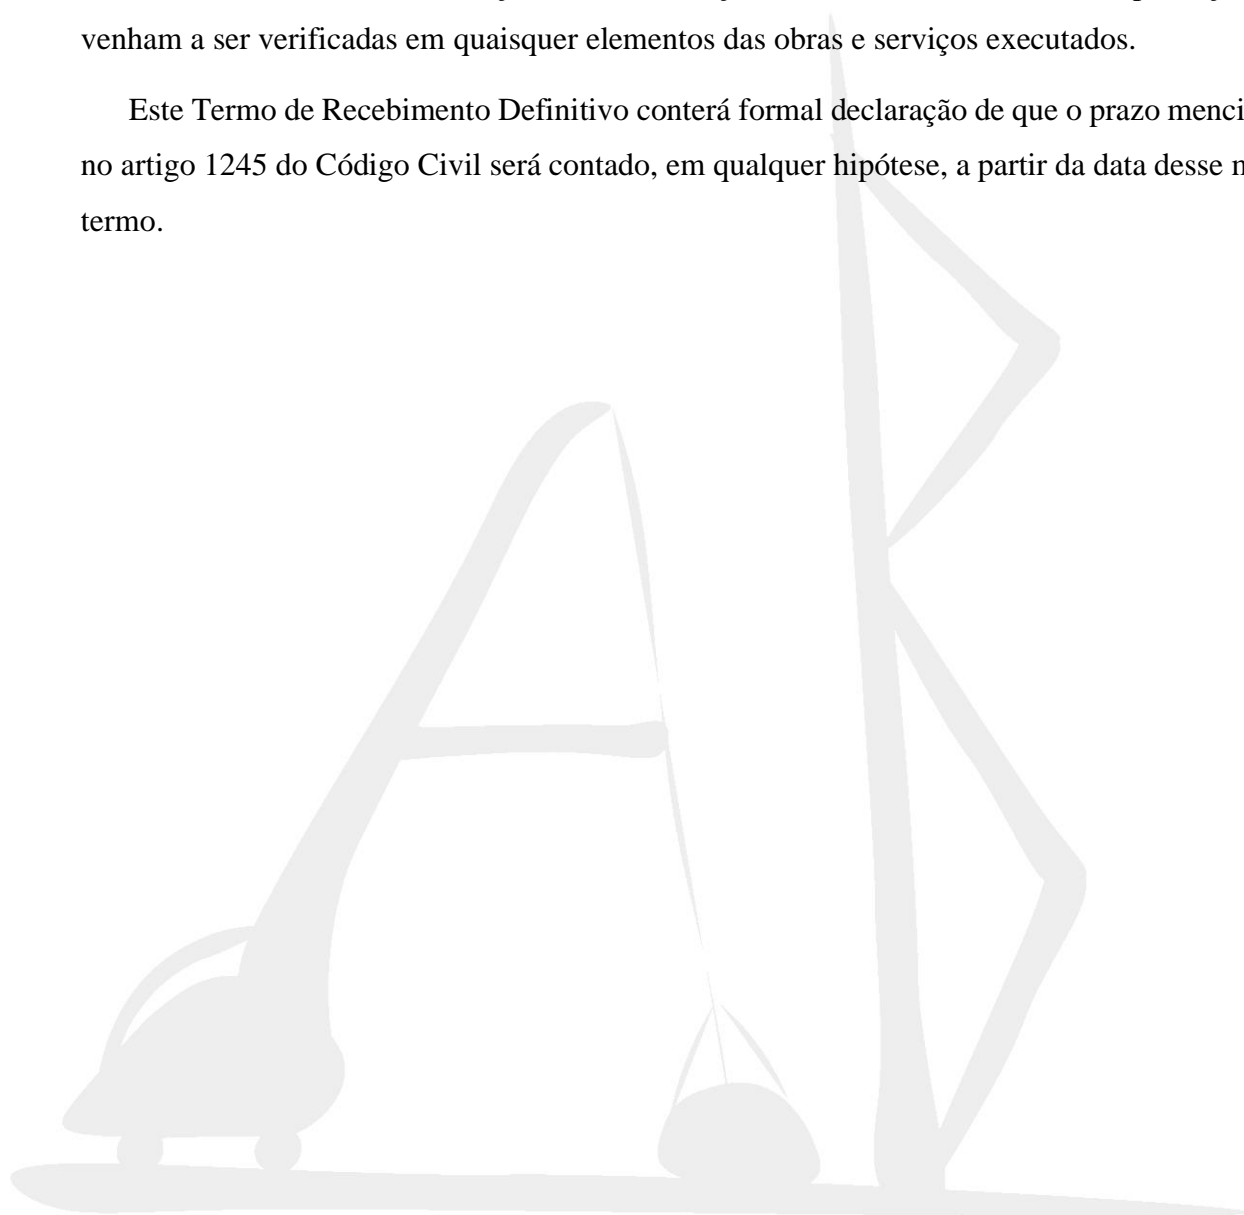 venham a ser verificadas em quaisquer elementos das obras e serviços executados.
Este Termo de Recebimento Definitivo conterá formal declaração de que o prazo menci
no artigo 1245 do Código Civil será contado, em qualquer hipótese, a partir da data desse
termo.